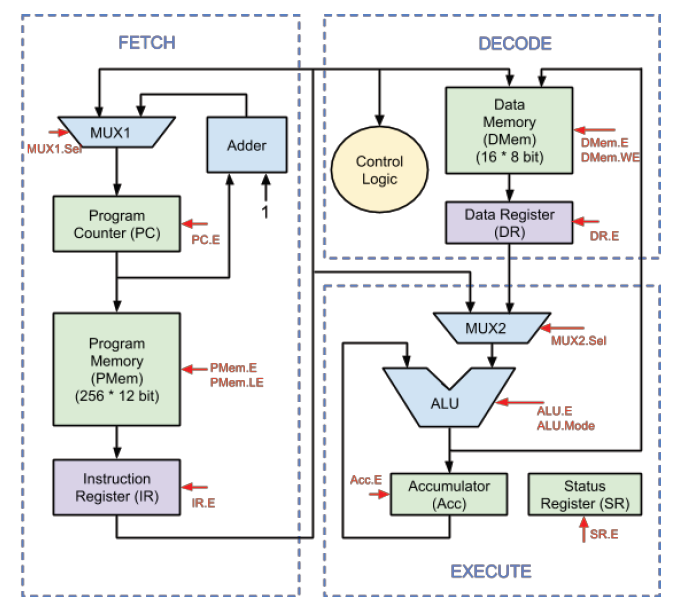 FETCH
MUX1
MUX1.Sel
Adder
1
Program
Counter (PC)
PC.E
Program
Memory
(PMem)
(256 * 12 bit)
PMem.E
PMem.LE
Instruction
Register (IR)
IR.E
DECODE
Control
Logic
Data
Memory
(DMem)
(16 * 8 bit)
DMem.E
DMem.WE
Data Register
(DR)
DR.E
MUX2
MUX2.Sel
ALU
ALU.E
ALU.Mode
Acc.E
Accumulator
(Acc)
Status
Register (SR)
SR.E
EXECUTE